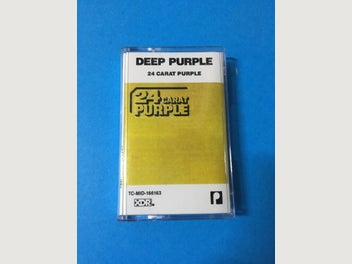 DEEP PURPLE
24 CARAT PURPLE
24 CARAT
PURPLE
TC-MID-166163
XDR